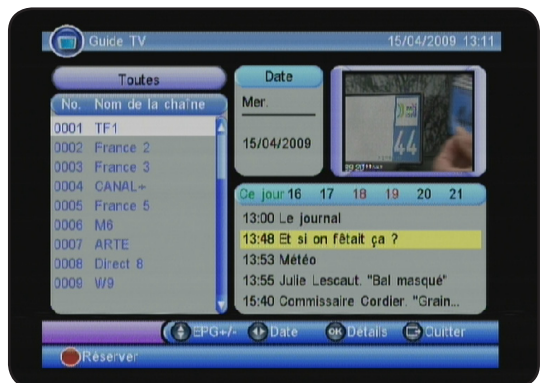 Guide TV 15/04/2009 13:11
Toutes
No. Nom de la chaîne
0001 TF1
0002 France 2
0003 France 3
0004 CANAL+
0005 France 5
0006 M6
0007 ARTE
0008 Direct 8
0009 W9
Date
Mer.
15/04/2009
44
Ce jour 16 17 18 19 20 21
13:00 Le journal
13:48 Et si on fêtait ça ?
13:53 Météo
13:55 Julie Lescaut. "Bal masqué"
15:40 Commissaire Cordier. "Grain...
EPG+/- Date OK Détails Quitter
Réserver